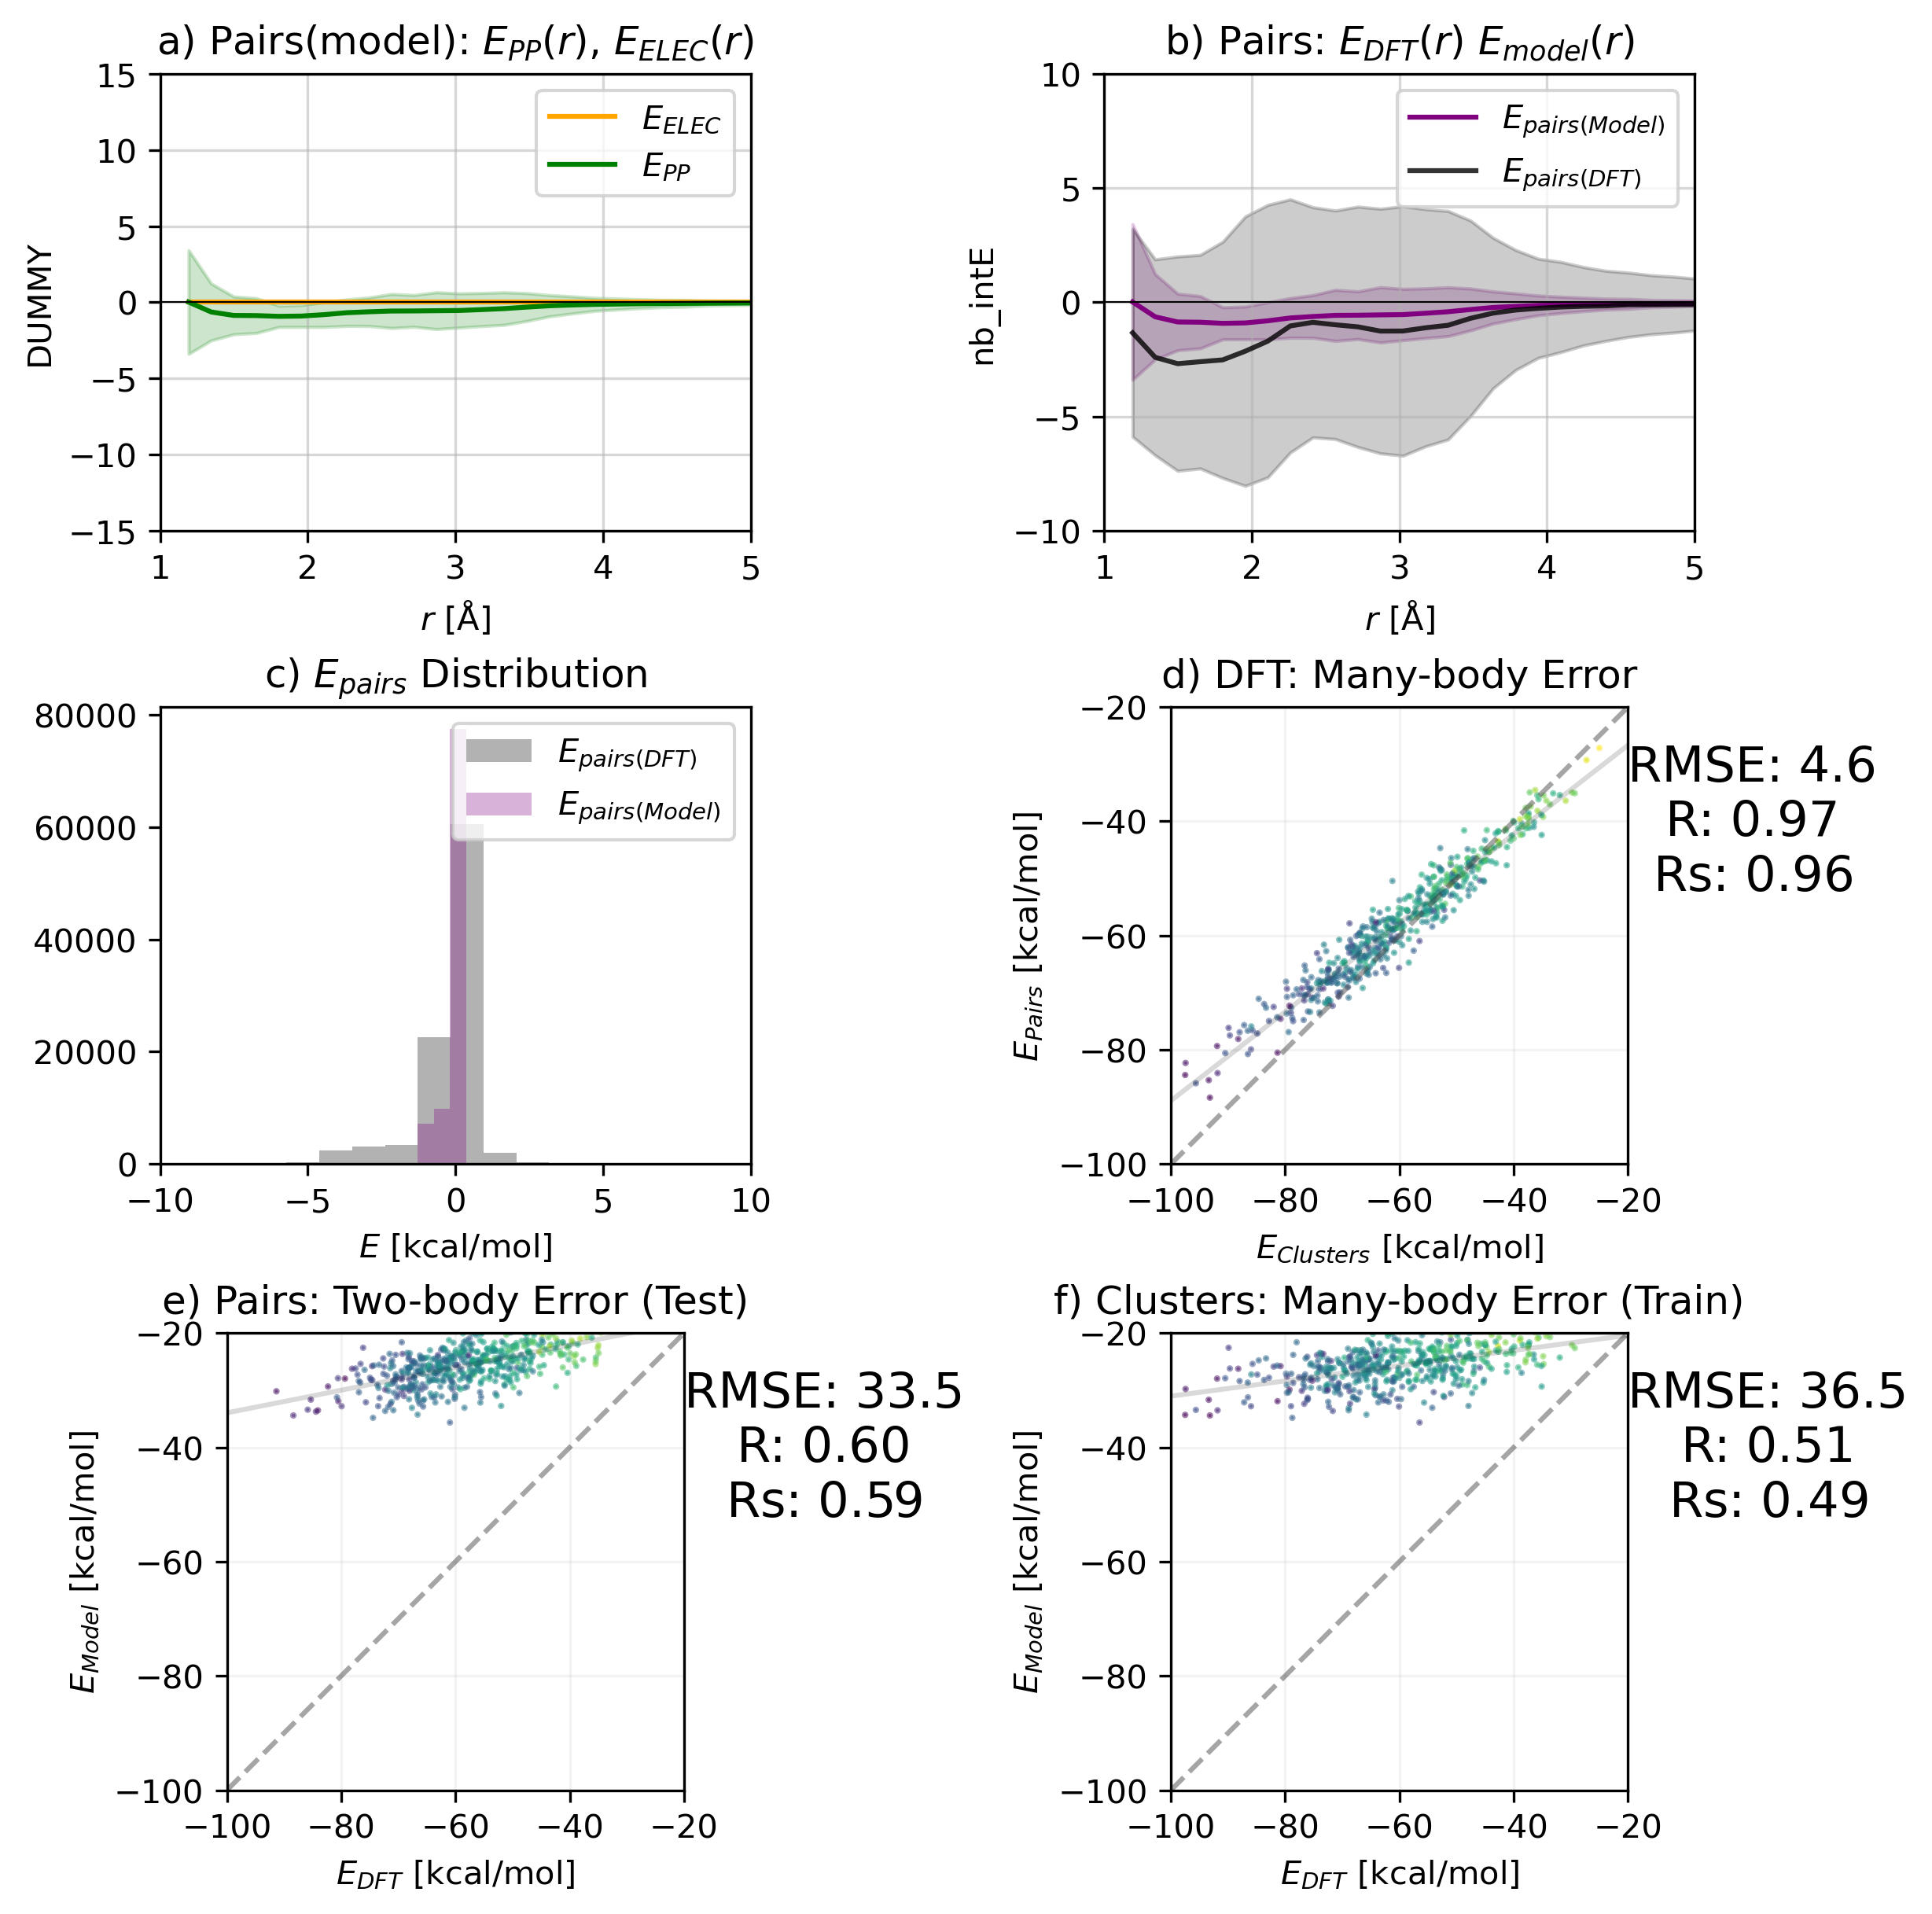 a) Pairs(model): E_PP(r), E_ELEC(r)
15
10
5
0
−5
−10
−15
DUMMY
E_ELEC
E_PP
1 2 3 4 5
r [Å]
b) Pairs: E_DFT(r) E_model(r)
10
5
0
−5
−10
nb_intE
E_pairs(Model)
E_pairs(DFT)
1 2 3 4 5
r [Å]
c) E_pairs Distribution
80000
60000
40000
20000
0
E_pairs(DFT)
E_pairs(Model)
−10 −5 0 5 10
E [kcal/mol]
d) DFT: Many-body Error
−20
−40
−60
−80
−100
E_Pairs [kcal/mol]
−100 −80 −60 −40 −20
E_Clusters [kcal/mol]
RMSE: 4.6
R: 0.97
Rs: 0.96
e) Pairs: Two-body Error (Test)
−20
−40
−60
−80
−100
E_Model [kcal/mol]
−100 −80 −60 −40 −20
E_DFT [kcal/mol]
RMSE: 33.5
R: 0.60
Rs: 0.59
f) Clusters: Many-body Error (Train)
−20
−40
−60
−80
−100
E_Model [kcal/mol]
−100 −80 −60 −40 −20
E_DFT [kcal/mol]
RMSE: 36.5
R: 0.51
Rs: 0.49